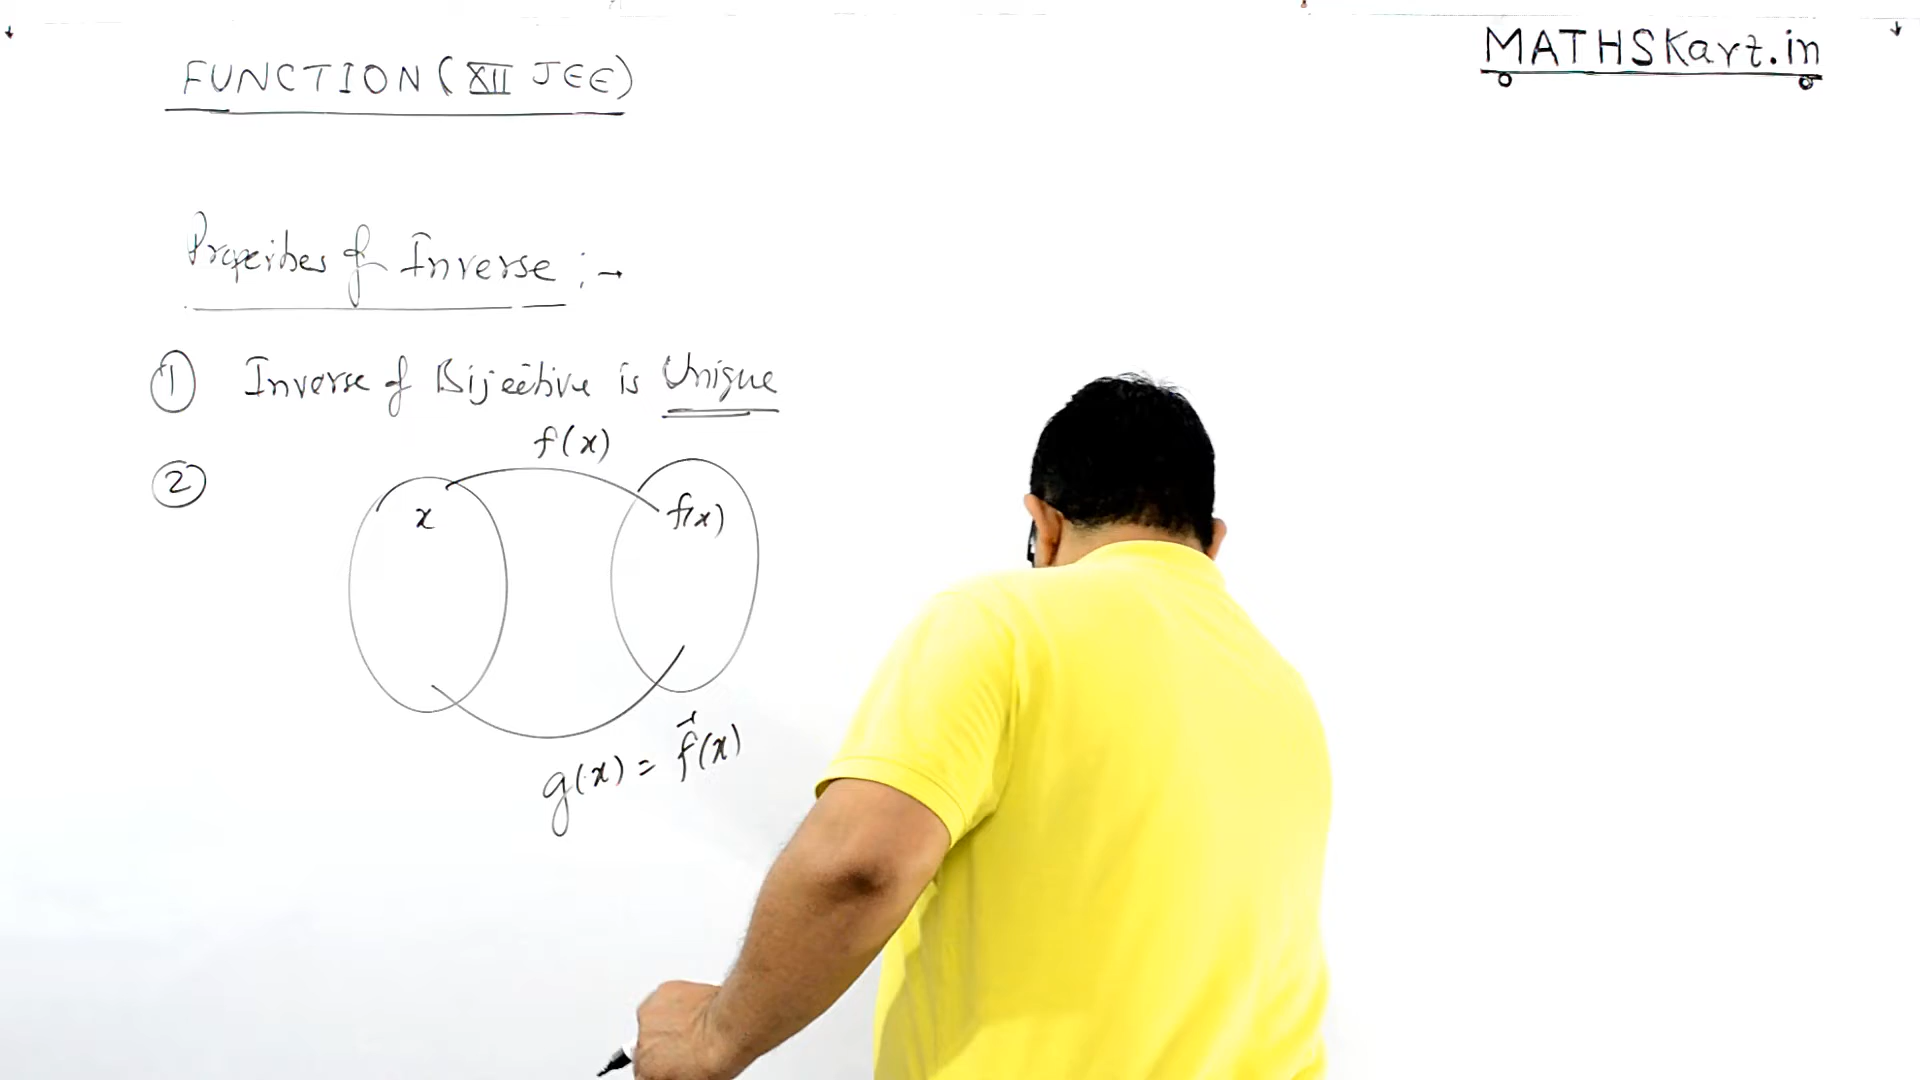 FUNCTION (XII JEE)
MATHSKart.in
Properties of Inverse :-
① Inverse of Bijective is Unique
②
f(x)
x
f(x)
g(x) = f⁻¹(x)